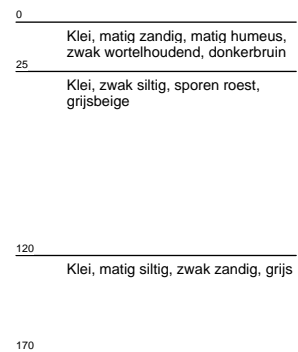 0
Klei, matig zandig, matig humeus,
zwak wortelhoudend, donkerbruin
25
Klei, zwak siltig, sporen roest,
grijsbeige
120
Klei, matig siltig, zwak zandig, grijs
170